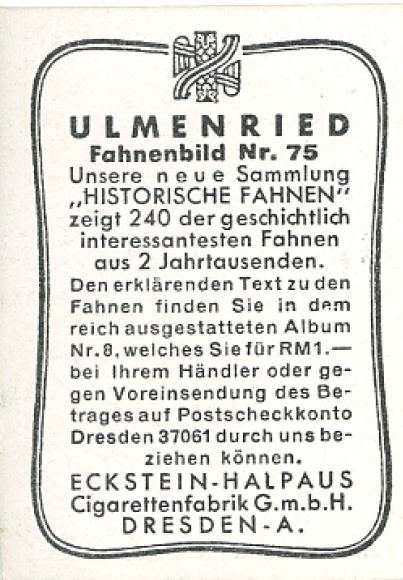 ULMENRIED
Fahnenbild Nr. 75
Unsere neue Sammlung
„HISTORISCHE FAHNEN“
zeigt 240 der geschichtlich
interessantesten Fahnen
aus 2 Jahrtausenden.
Den erklärenden Text zu den
Fahnen finden Sie in dem
reich ausgestatteten Album
Nr. 8, welches Sie für RM 1.—
bei Ihrem Händler oder ge-
gen Voreinsendung des Be-
trages auf Postscheckkonto
Dresden 37061 durch uns be-
ziehen können.
ECKSTEIN-HALPAUS
Cigarettenfabrik G.m.b.H.
DRESDEN-A.